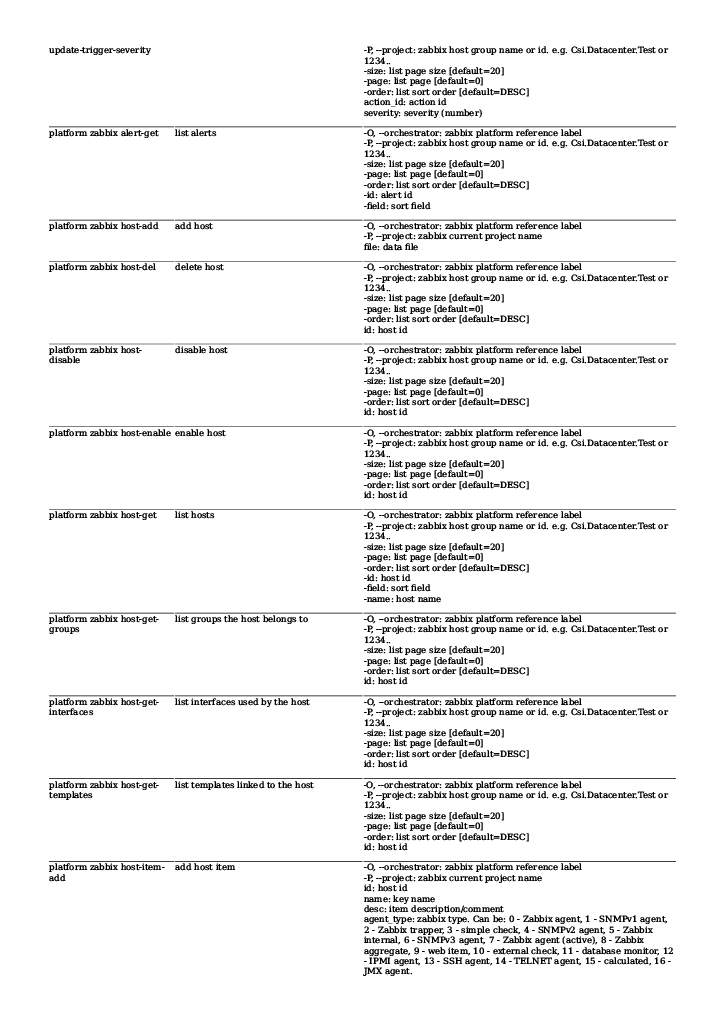 update-trigger-severity
-P, --project: zabbix host group name or id. e.g. Csi.Datacenter.Test or
1234..
-size: list page size [default=20]
-page: list page [default=0]
-order: list sort order [default=DESC]
action_id: action id
severity: severity (number)
platform zabbix alert-get
list alerts
-O, --orchestrator: zabbix platform reference label
-P, --project: zabbix host group name or id. e.g. Csi.Datacenter.Test or
1234..
-size: list page size [default=20]
-page: list page [default=0]
-order: list sort order [default=DESC]
-id: alert id
-field: sort field
platform zabbix host-add
add host
-O, --orchestrator: zabbix platform reference label
-P, --project: zabbix current project name
file: data file
platform zabbix host-del
delete host
-O, --orchestrator: zabbix platform reference label
-P, --project: zabbix host group name or id. e.g. Csi.Datacenter.Test or
1234..
-size: list page size [default=20]
-page: list page [default=0]
-order: list sort order [default=DESC]
id: host id
platform zabbix host-
disable
disable host
-O, --orchestrator: zabbix platform reference label
-P, --project: zabbix host group name or id. e.g. Csi.Datacenter.Test or
1234..
-size: list page size [default=20]
-page: list page [default=0]
-order: list sort order [default=DESC]
id: host id
platform zabbix host-enable
enable host
-O, --orchestrator: zabbix platform reference label
-P, --project: zabbix host group name or id. e.g. Csi.Datacenter.Test or
1234..
-size: list page size [default=20]
-page: list page [default=0]
-order: list sort order [default=DESC]
id: host id
platform zabbix host-get
list hosts
-O, --orchestrator: zabbix platform reference label
-P, --project: zabbix host group name or id. e.g. Csi.Datacenter.Test or
1234..
-size: list page size [default=20]
-page: list page [default=0]
-order: list sort order [default=DESC]
-id: host id
-field: sort field
-name: host name
platform zabbix host-get-
groups
list groups the host belongs to
-O, --orchestrator: zabbix platform reference label
-P, --project: zabbix host group name or id. e.g. Csi.Datacenter.Test or
1234..
-size: list page size [default=20]
-page: list page [default=0]
-order: list sort order [default=DESC]
id: host id
platform zabbix host-get-
interfaces
list interfaces used by the host
-O, --orchestrator: zabbix platform reference label
-P, --project: zabbix host group name or id. e.g. Csi.Datacenter.Test or
1234..
-size: list page size [default=20]
-page: list page [default=0]
-order: list sort order [default=DESC]
id: host id
platform zabbix host-get-
templates
list templates linked to the host
-O, --orchestrator: zabbix platform reference label
-P, --project: zabbix host group name or id. e.g. Csi.Datacenter.Test or
1234..
-size: list page size [default=20]
-page: list page [default=0]
-order: list sort order [default=DESC]
id: host id
platform zabbix host-item-
add
add host item
-O, --orchestrator: zabbix platform reference label
-P, --project: zabbix current project name
id: host id
name: key name
desc: item description/comment
agent_type: zabbix type. Can be: 0 - Zabbix agent, 1 - SNMPv1 agent,
2 - Zabbix trapper, 3 - simple check, 4 - SNMPv2 agent, 5 - Zabbix
internal, 6 - SNMPv3 agent, 7 - Zabbix agent (active), 8 - Zabbix
aggregate, 9 - web item, 10 - external check, 11 - database monitor, 12
- IPMI agent, 13 - SSH agent, 14 - TELNET agent, 15 - calculated, 16 -
JMX agent.